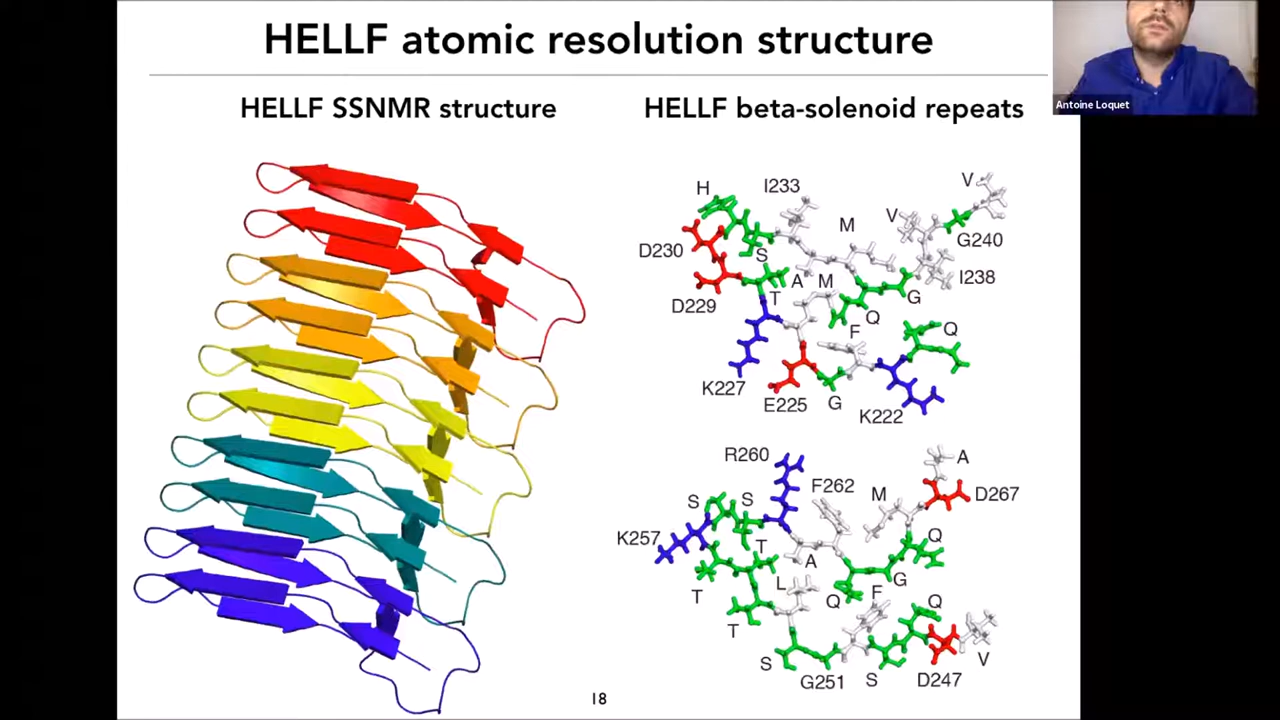 HELLF atomic resolution structure
Antoine Loquet
HELLF SSNMR structure
HELLF beta-solenoid repeats
H
I233
V
V
M
G240
D230
S
I238
A
M
G
D229
T
Q
F
Q
K227
E225
G
K222
R260
A
F262
M
D267
S
S
K257
T
Q
A
G
L
T
Q
F
Q
T
S
G251
S
D247
V
18